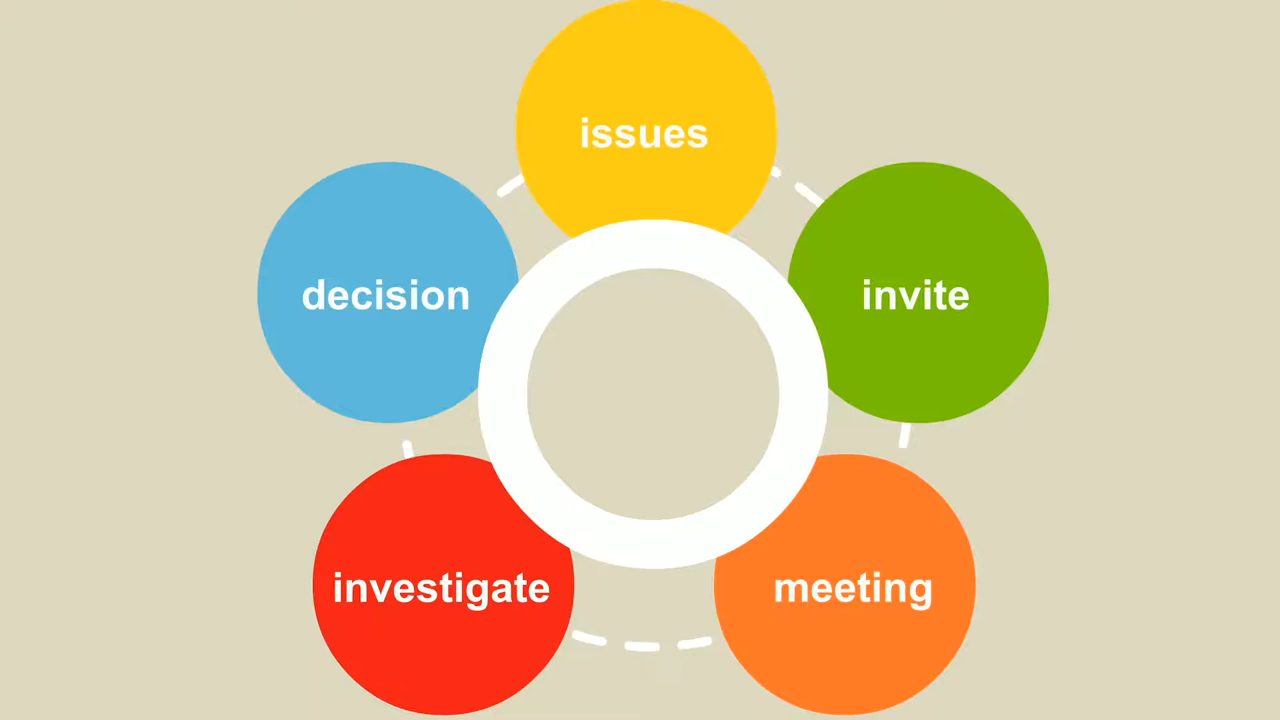 issues
decision
invite
investigate
meeting